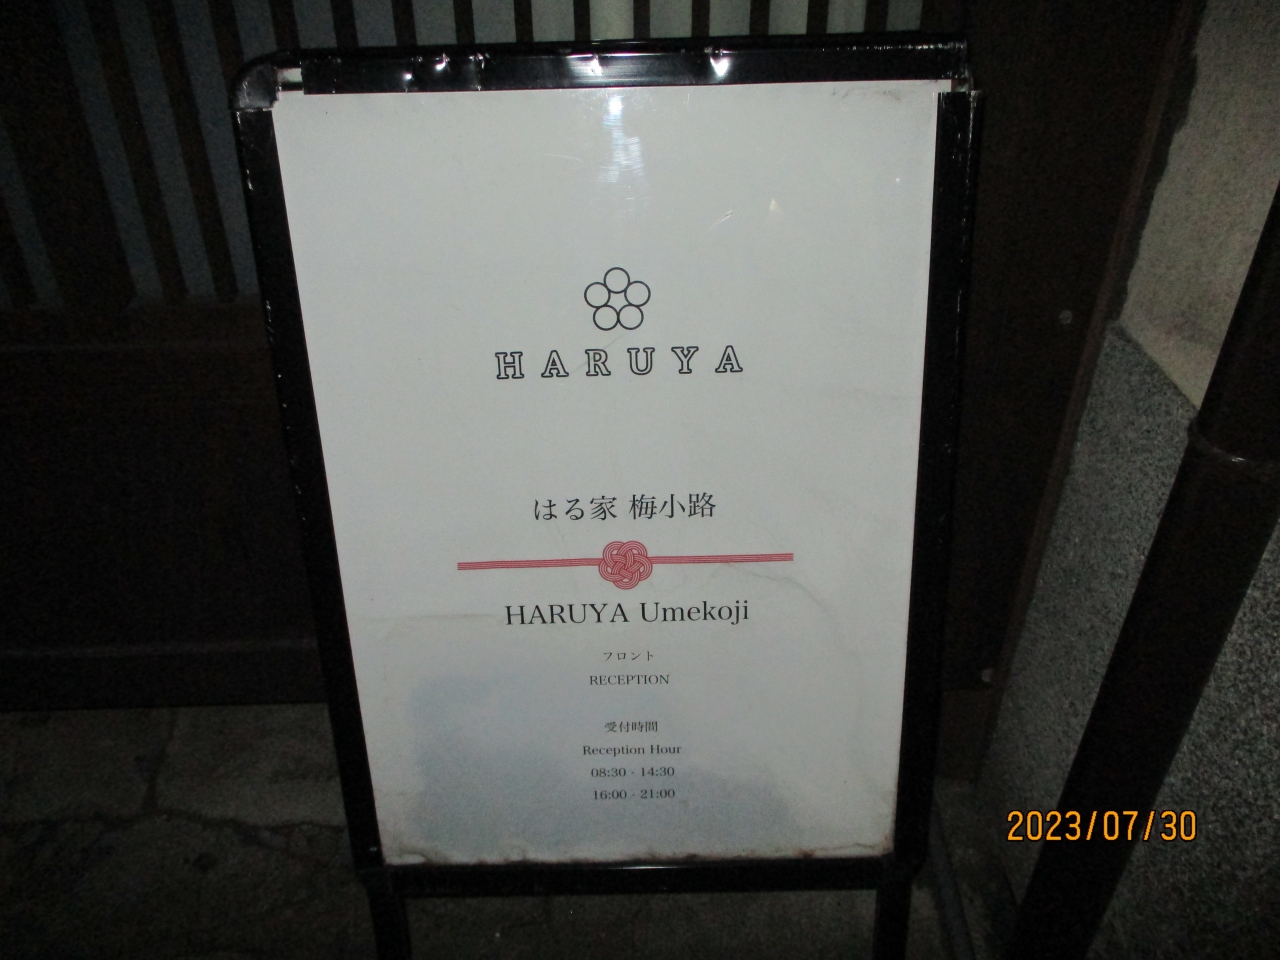 HARUYA
はる家 梅小路
HARUYA Umekoji
フロント
RECEPTION
受付時間
Reception Hour
08:30 - 14:30
16:00 - 21:00
2023/07/30